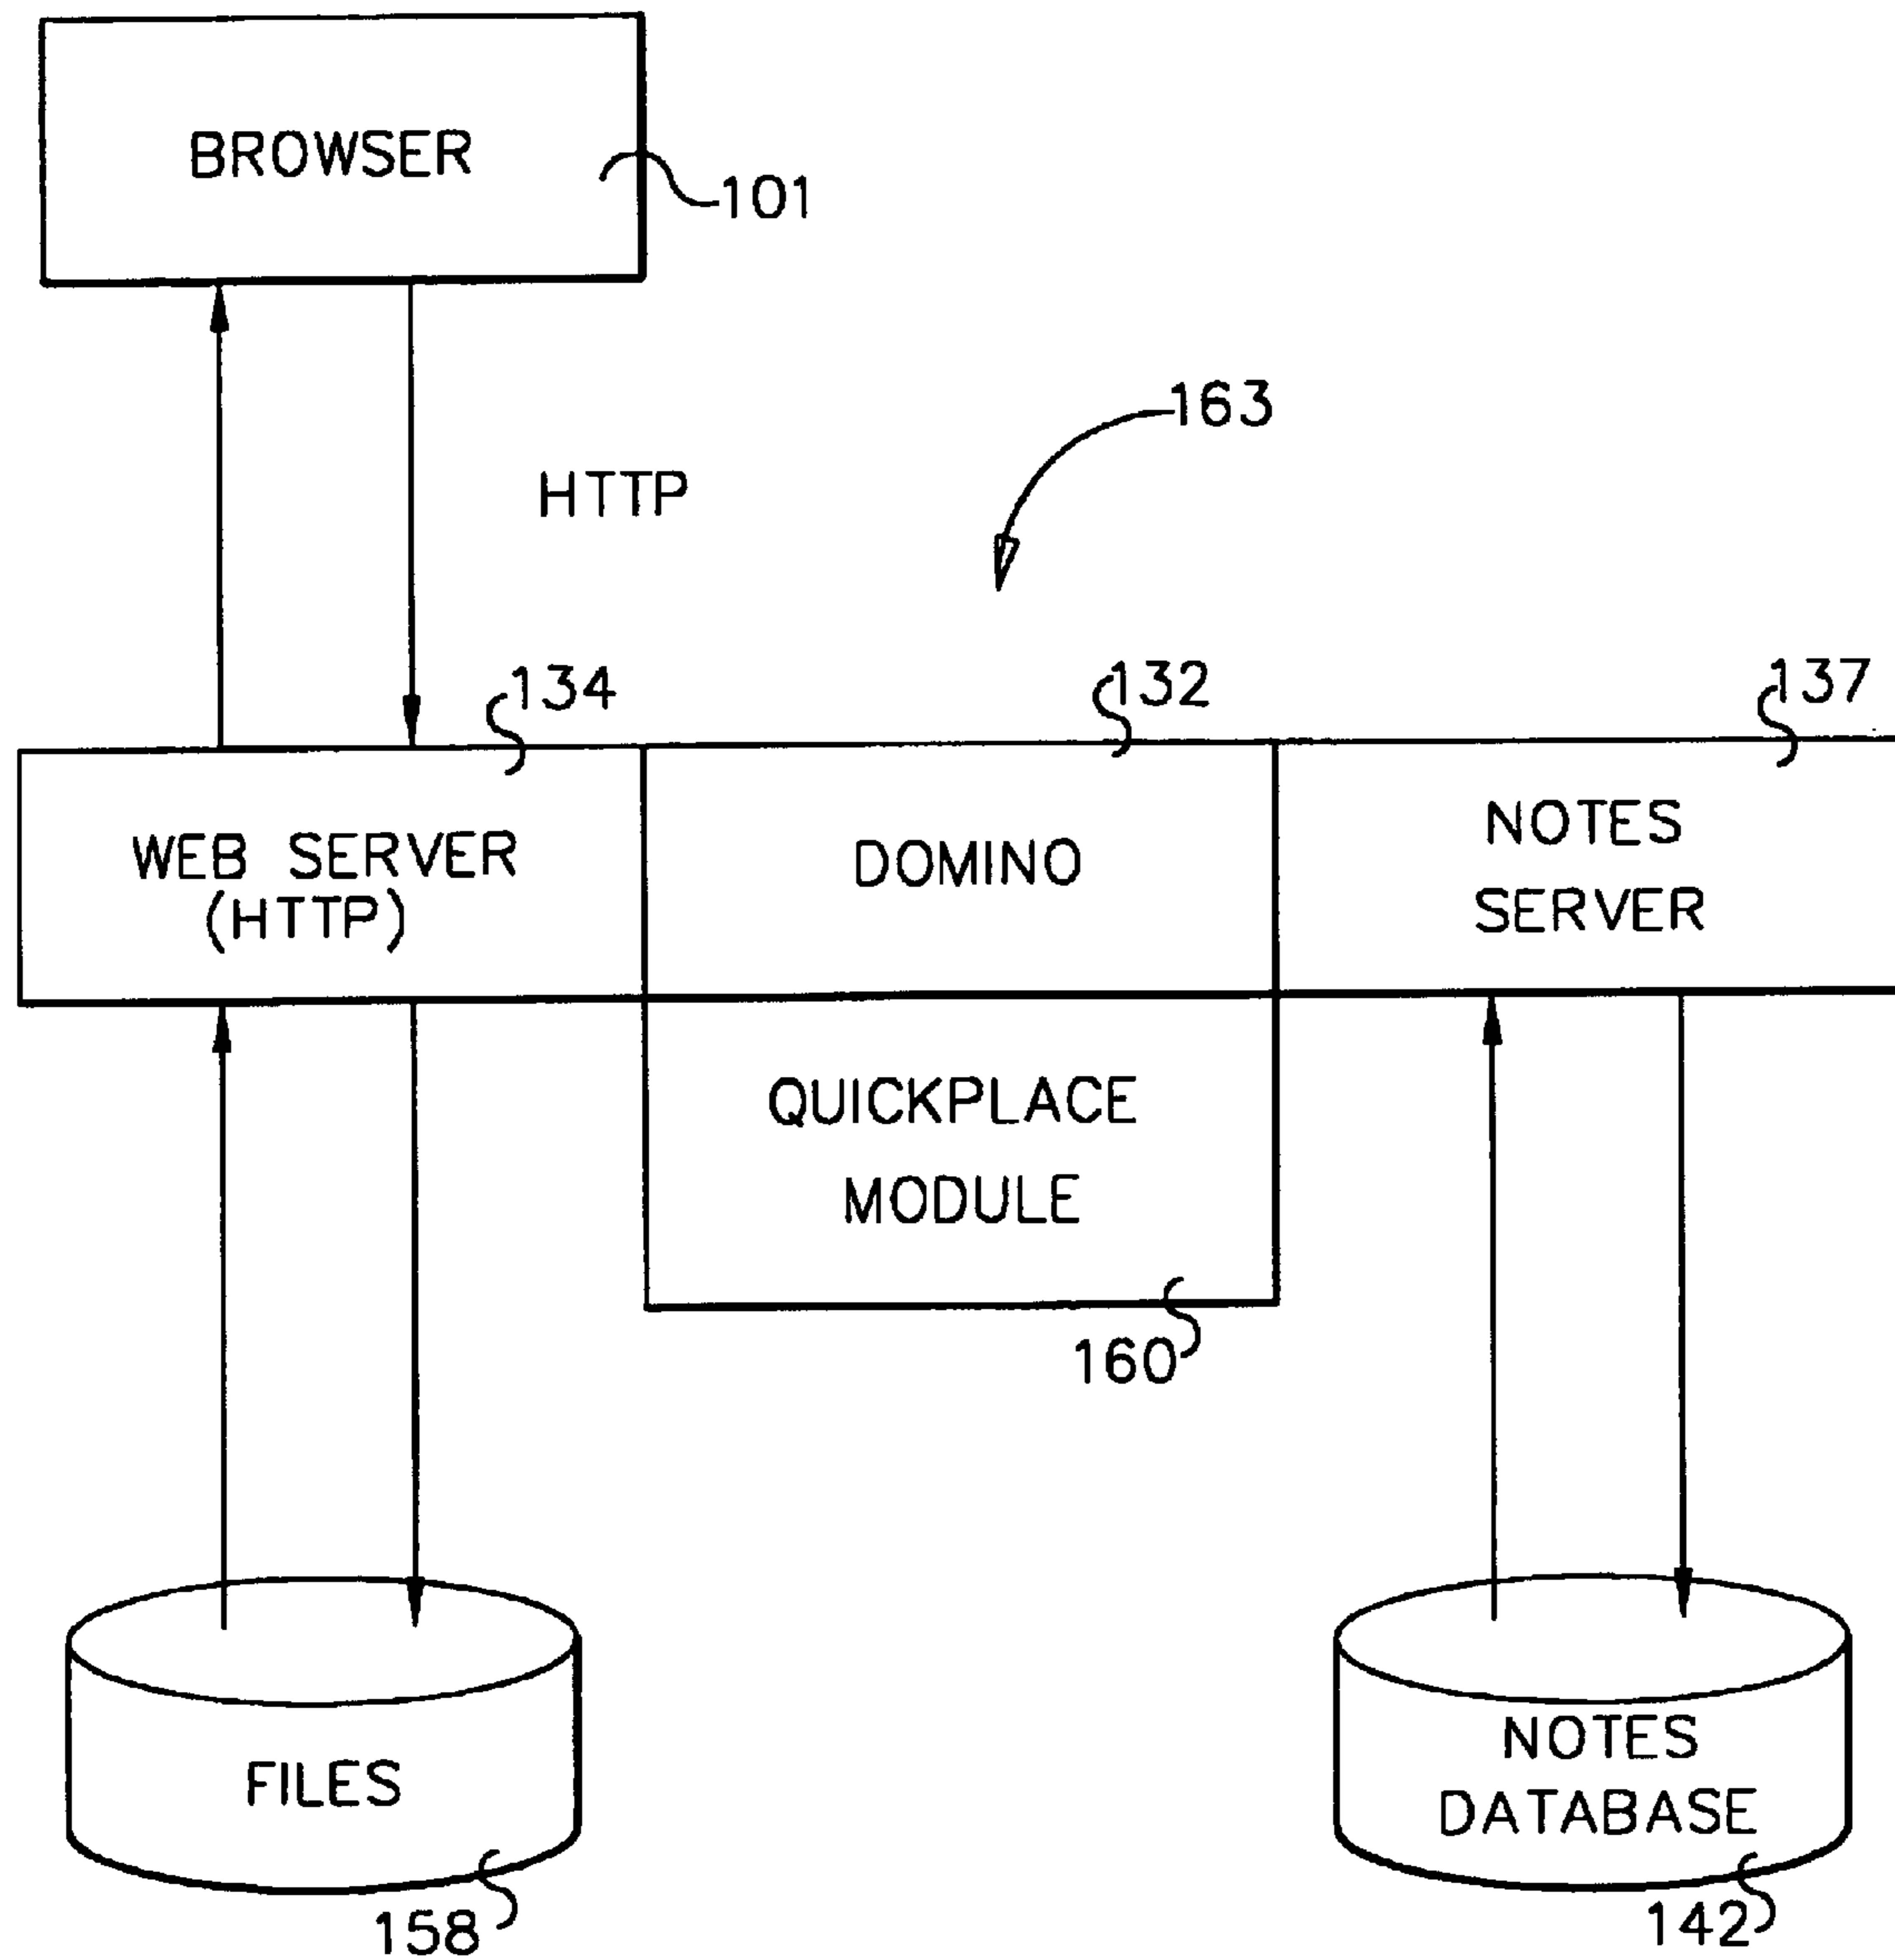 BROWSER
101
HTTP
163
134
132
137
WEB SERVER
(HTTP)
DOMINO
NOTES
SERVER
QUICKPLACE
MODULE
160
FILES
158
NOTES
DATABASE
142